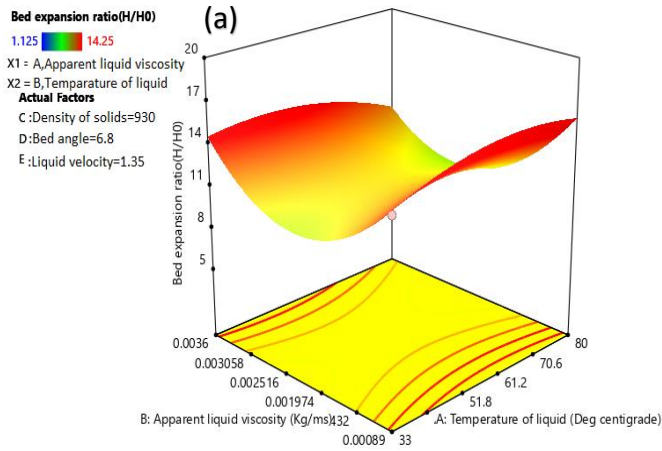 Bed expansion ratio(H/H0)
(a)
1.125 14.25
X1 = A,Apparent liquid viscosity
X2 = B,Temparature of liquid
Actual Factors
C :Density of solids=930
D:Bed angle=6.8
E :Liquid velocity=1.35
Bed expansion ratio(H/H0)
20
17
14
11
8
5
0.0036
0.003058
0.002516
0.001974
432
0.00089
33
51.8
61.2
70.6
80
B: Apparent liquid viscosity (Kg/ms)
A: Temperature of liquid (Deg centigrade)